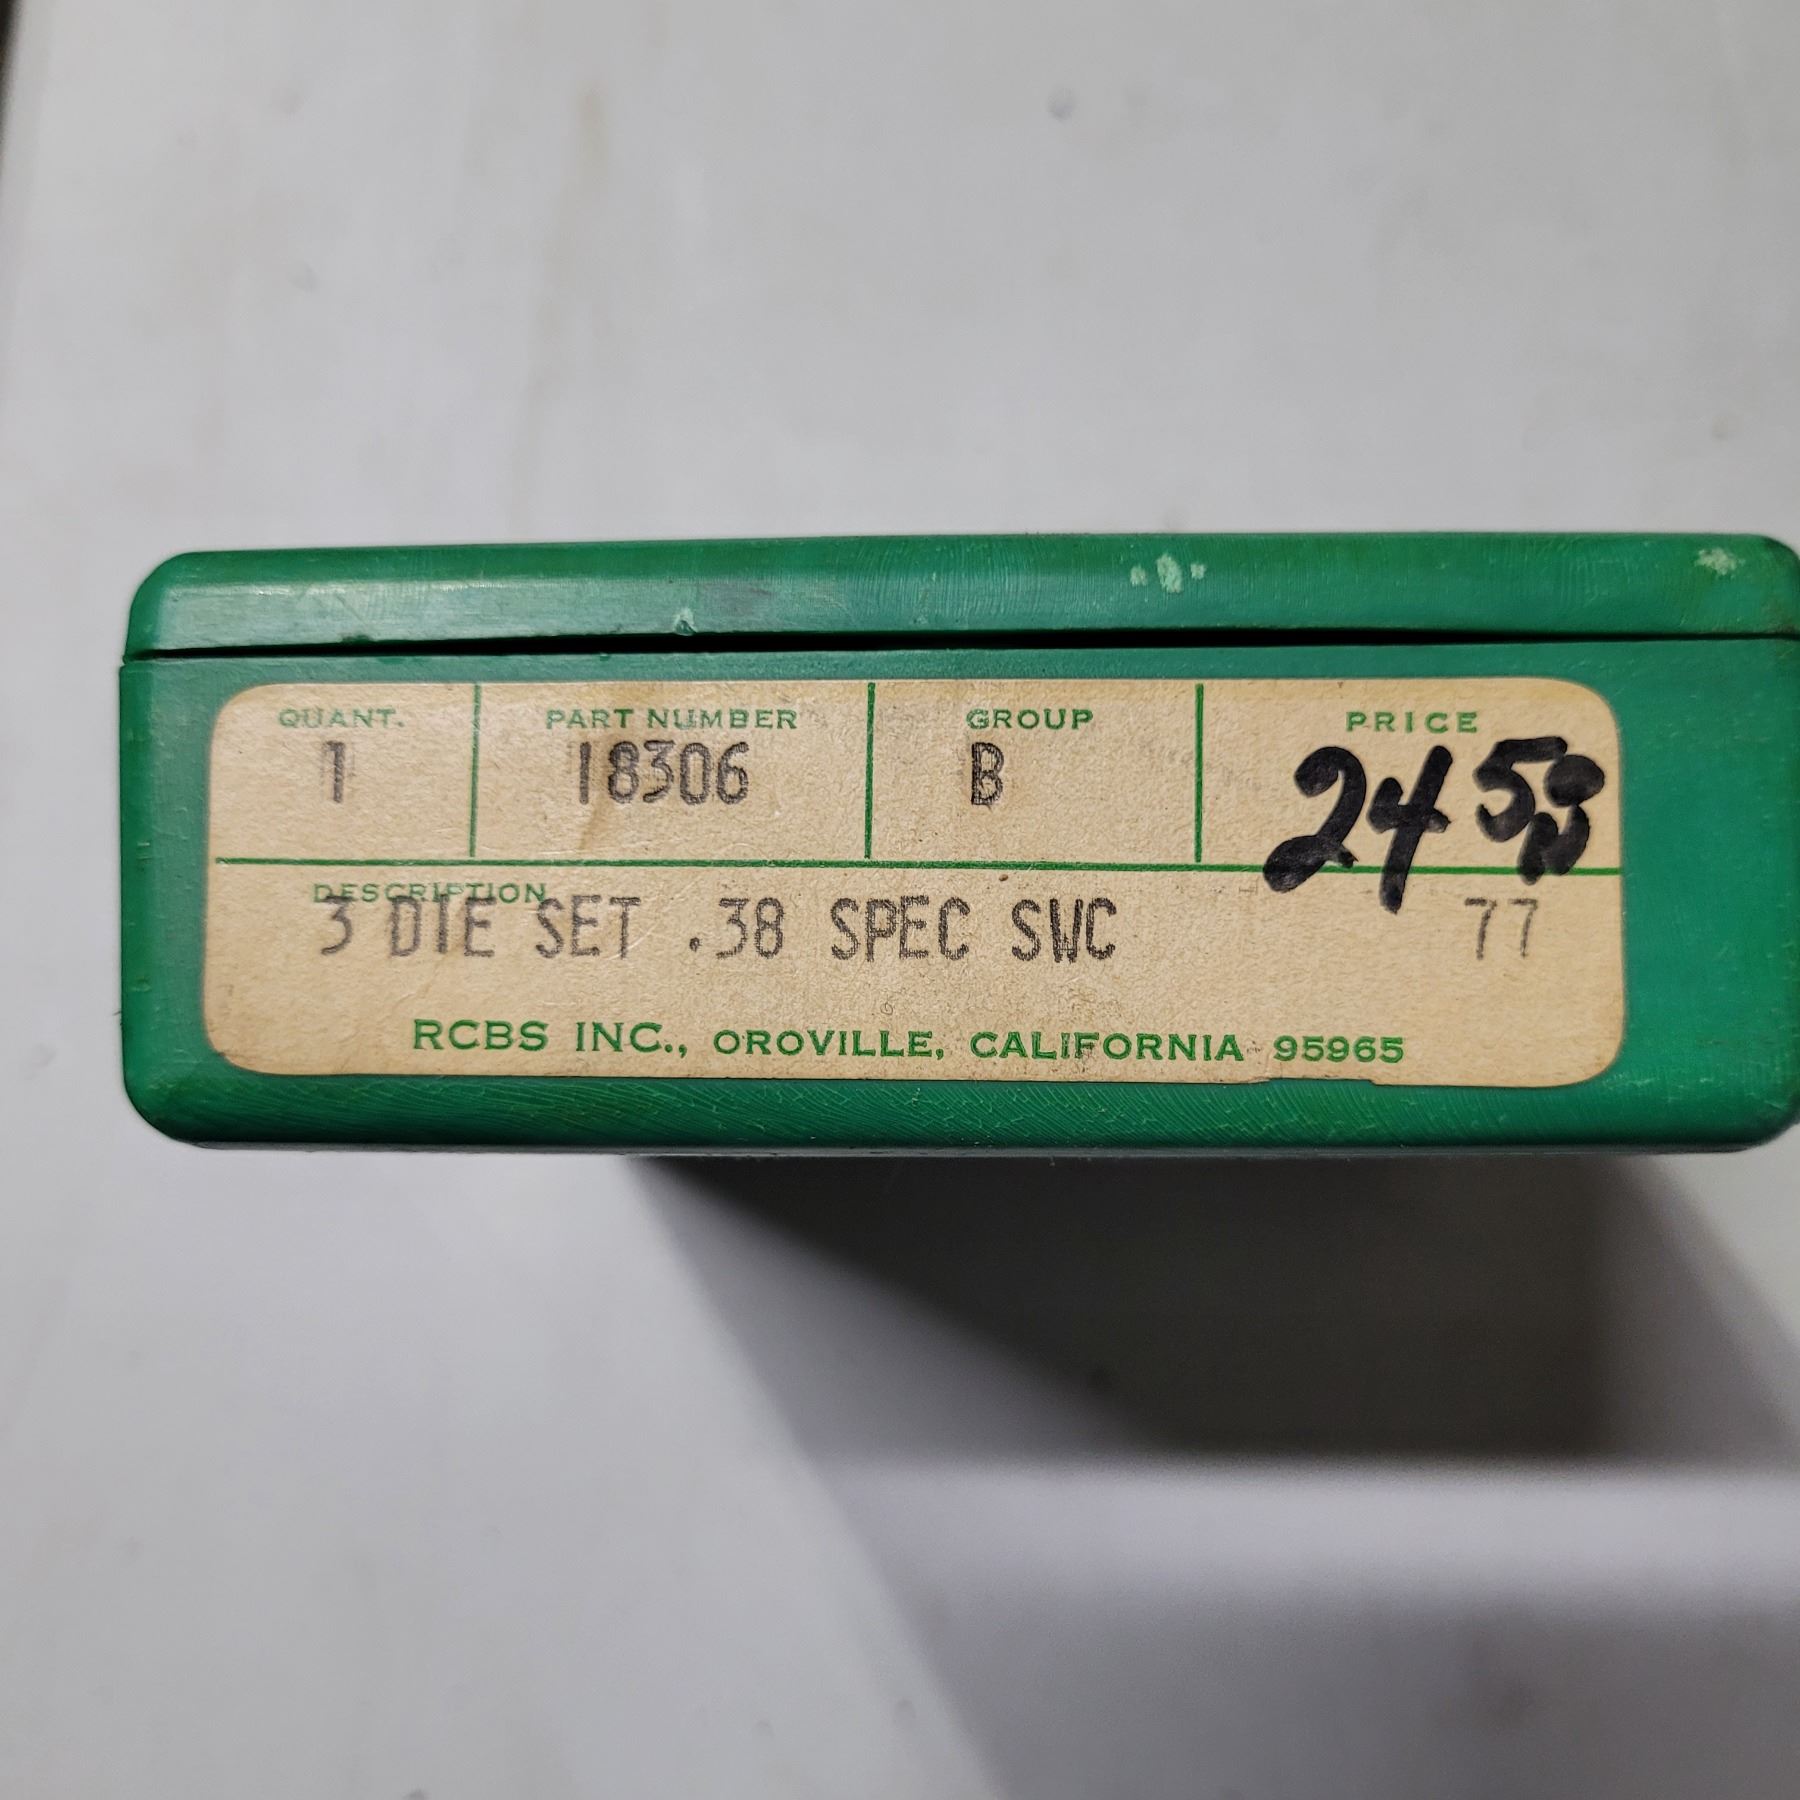 QUANT. PART NUMBER GROUP PRICE
1 18306 B 24
DESCRIPTION
3 DIE SET .38 SPEC SWC 77
RCBS INC., OROVILLE, CALIFORNIA 95965